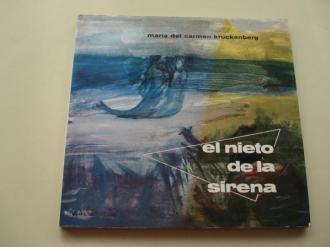 maría del carmen kruckenberg
el nieto
de la
sirena